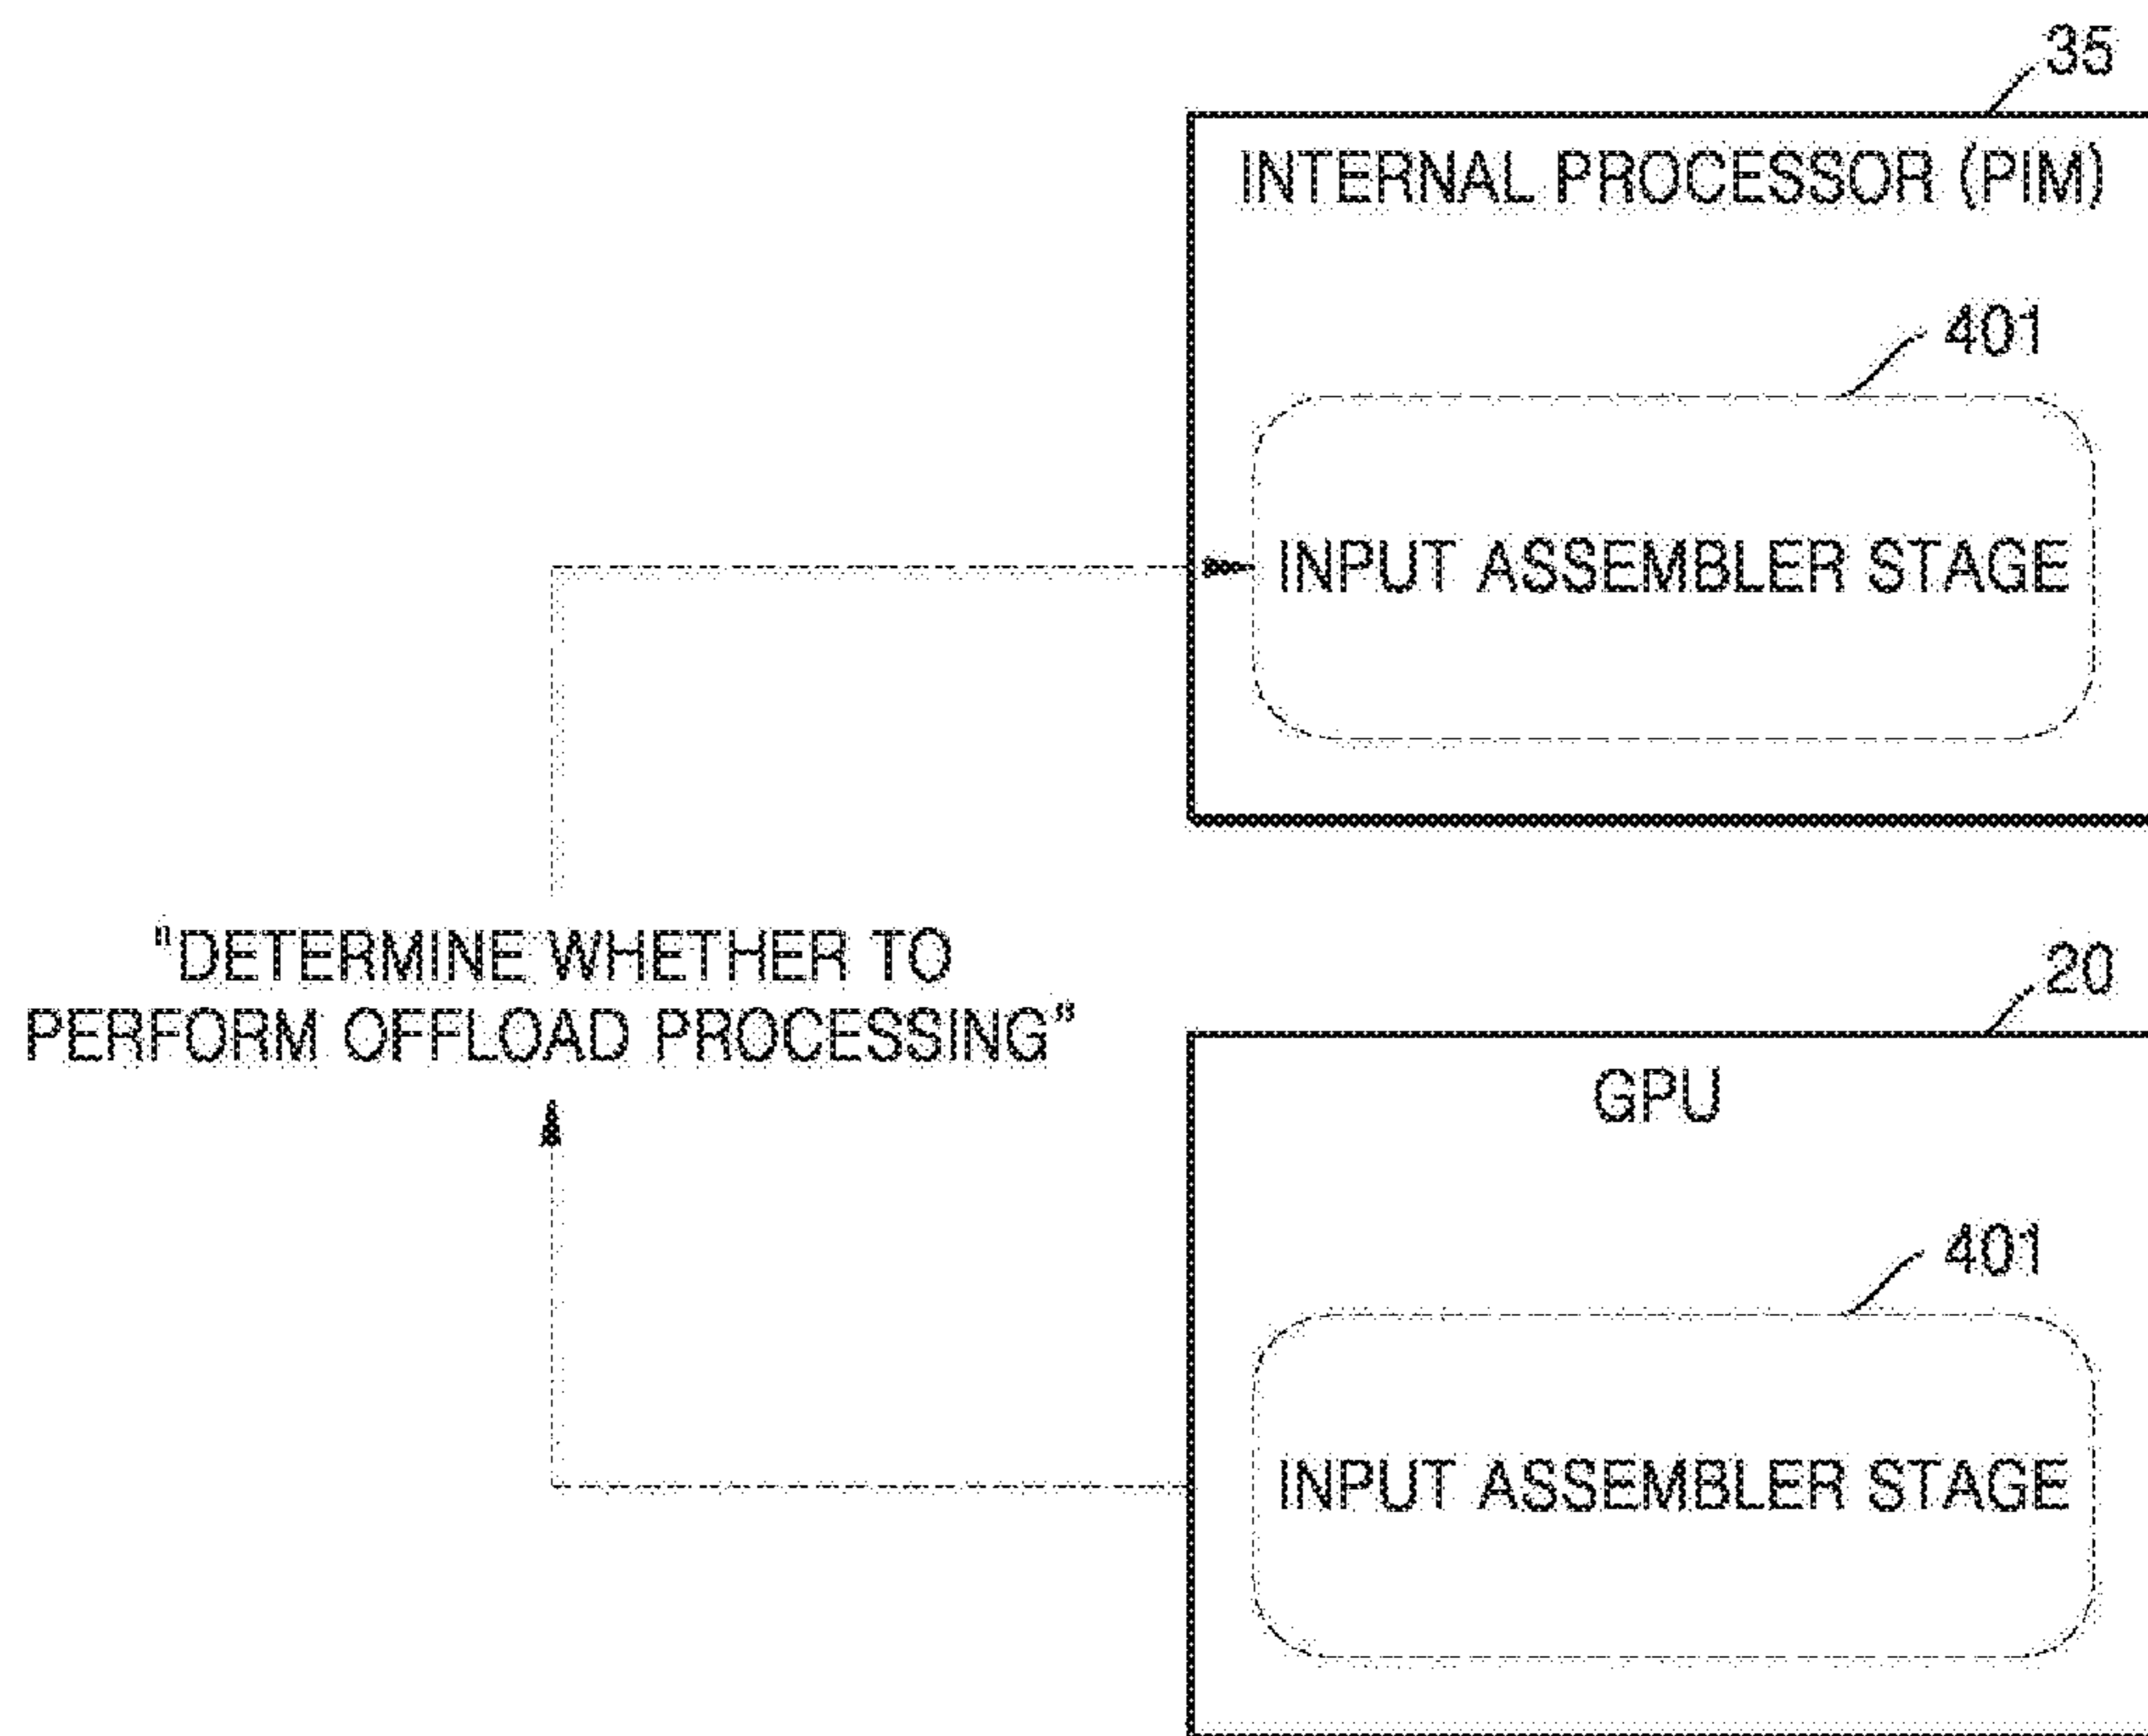 35
INTERNAL PROCESSOR (PIM)
401
INPUT ASSEMBLER STAGE
"DETERMINE WHETHER TO
PERFORM OFFLOAD PROCESSING"
20
GPU
401
INPUT ASSEMBLER STAGE